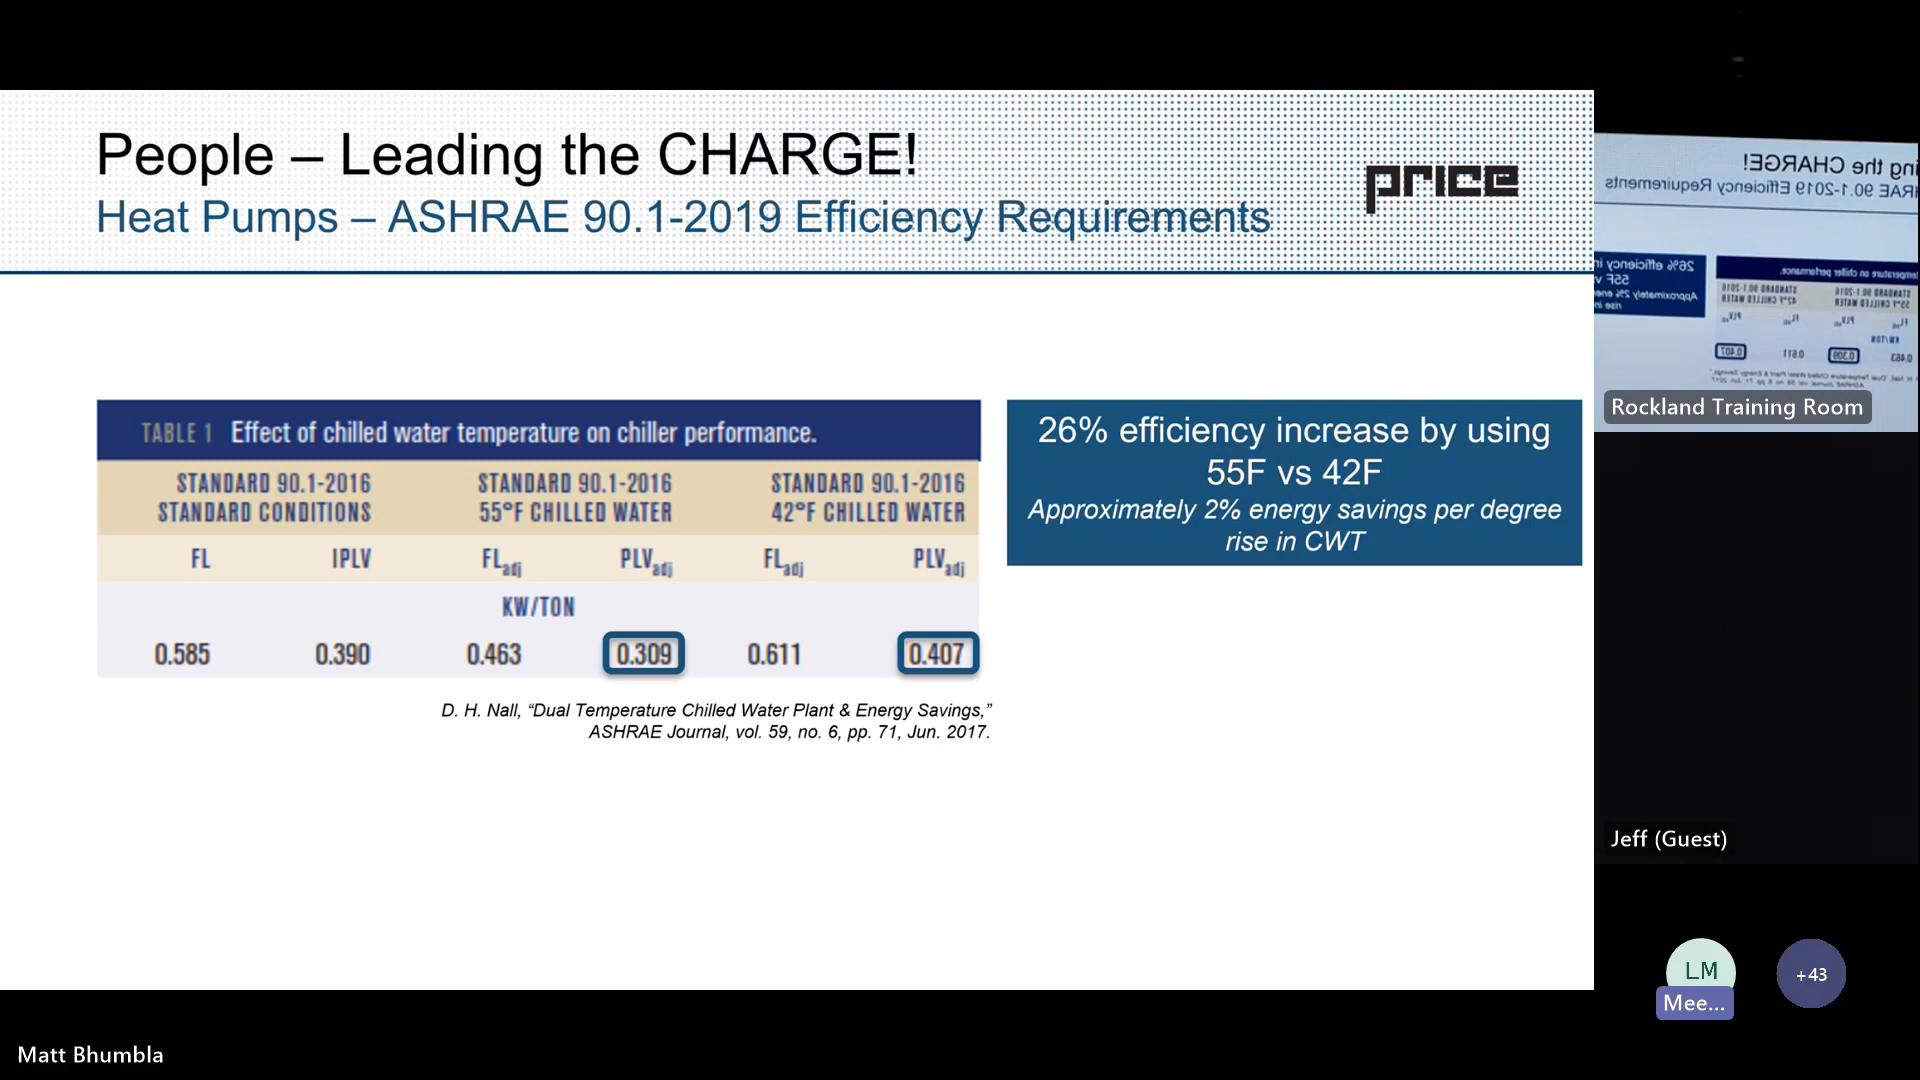 People – Leading the CHARGE!
Heat Pumps – ASHRAE 90.1-2019 Efficiency Requirements
price
TABLE 1 Effect of chilled water temperature on chiller performance.
STANDARD 90.1-2016 STANDARD 90.1-2016 STANDARD 90.1-2016
STANDARD CONDITIONS 55°F CHILLED WATER 42°F CHILLED WATER
FL IPLV FLadj PLVadj FLadj PLVadj
KW/TON
0.585 0.390 0.463 0.309 0.611 0.407
D. H. Nall, “Dual Temperature Chilled Water Plant & Energy Savings,”
ASHRAE Journal, vol. 59, no. 6, pp. 71, Jun. 2017.
26% efficiency increase by using
55F vs 42F
Approximately 2% energy savings per degree
rise in CWT
Rockland Training Room
Jeff (Guest)
LM
Mee...
+43
Matt Bhumbla